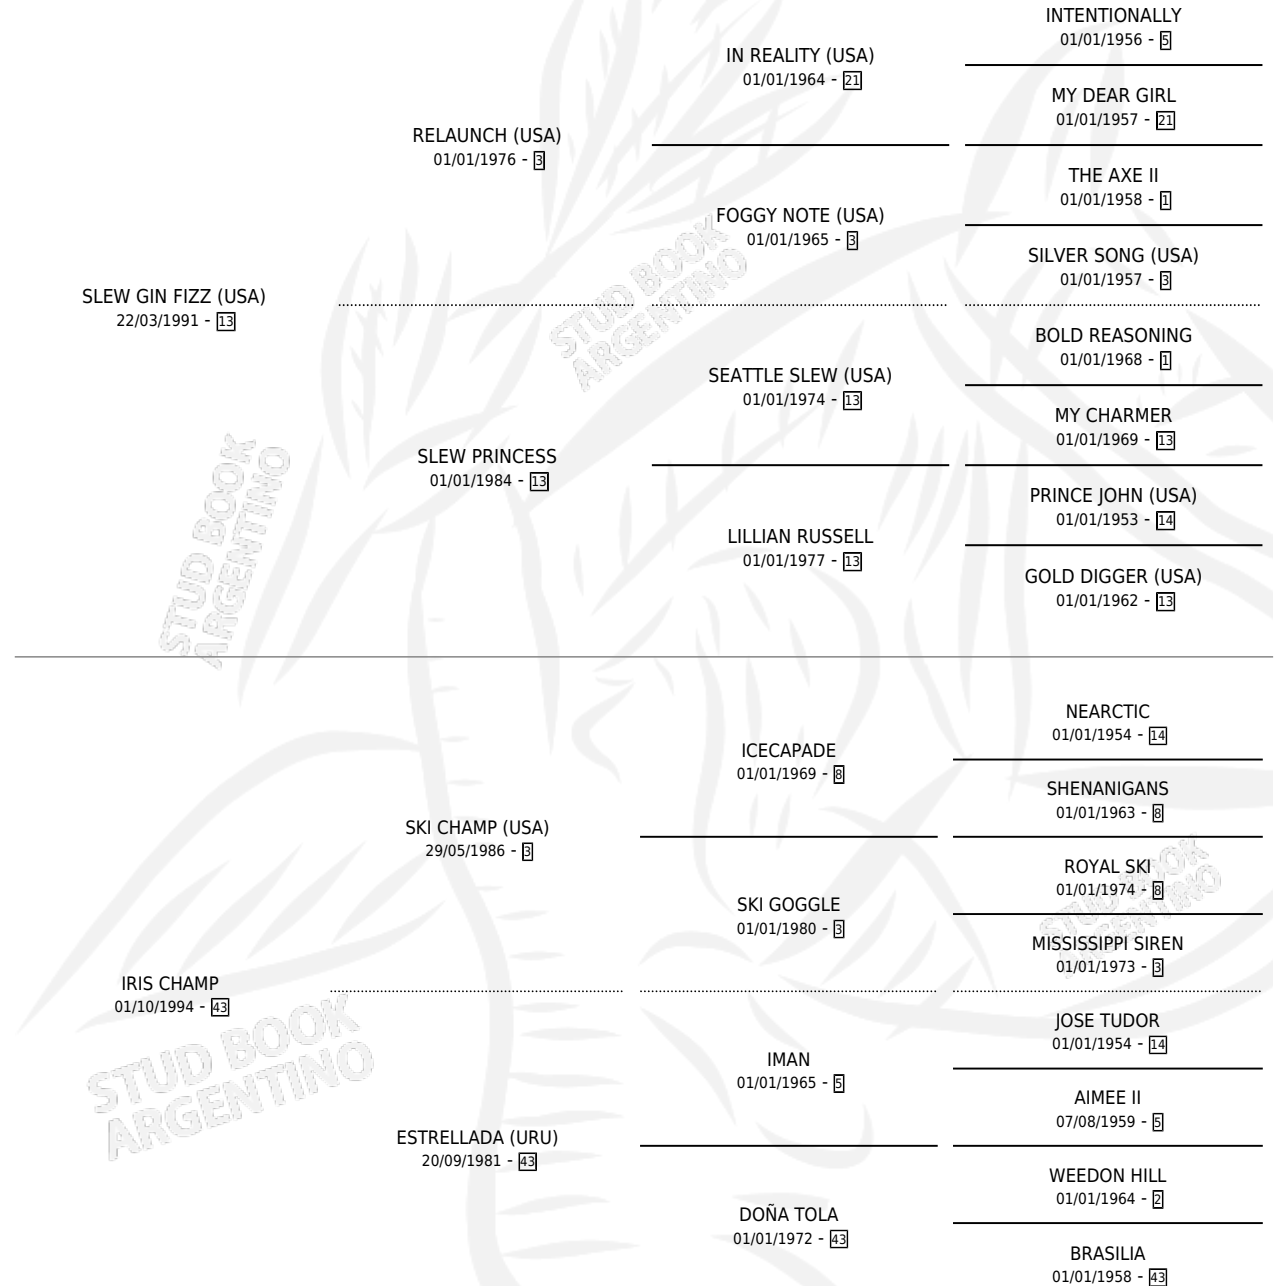 INTENTIONALLY
01/01/1956 - 5
IN REALITY (USA)
01/01/1964 - 21
MY DEAR GIRL
01/01/1957 - 21
RELAUNCH (USA)
01/01/1976 - 3
THE AXE II
01/01/1958 - 1
FOGGY NOTE (USA)
01/01/1965 - 3
SILVER SONG (USA)
01/01/1957 - 3
SLEW GIN FIZZ (USA)
22/03/1991 - 13
BOLD REASONING
01/01/1968 - 1
SEATTLE SLEW (USA)
01/01/1974 - 13
MY CHARMER
01/01/1969 - 13
SLEW PRINCESS
01/01/1984 - 13
PRINCE JOHN (USA)
01/01/1953 - 14
LILLIAN RUSSELL
01/01/1977 - 13
GOLD DIGGER (USA)
01/01/1962 - 13
NEARCTIC
01/01/1954 - 14
ICECAPADE
01/01/1969 - 8
SHENANIGANS
01/01/1963 - 8
SKI CHAMP (USA)
29/05/1986 - 3
ROYAL SKI
01/01/1974 - 8
SKI GOGGLE
01/01/1980 - 3
MISSISSIPPI SIREN
01/01/1973 - 3
IRIS CHAMP
01/10/1994 - 43
JOSE TUDOR
01/01/1954 - 14
IMAN
01/01/1965 - 5
AIMEE II
07/08/1959 - 5
ESTRELLADA (URU)
20/09/1981 - 43
WEEDON HILL
01/01/1964 - 2
DOÑA TOLA
01/01/1972 - 43
BRASILIA
01/01/1958 - 43
STUD BOOK
ARGENTINO
STUD BOOK
ARGENTINO
STUD BOOK
ARGENTINO
STUD BOOK
ARGENTINO